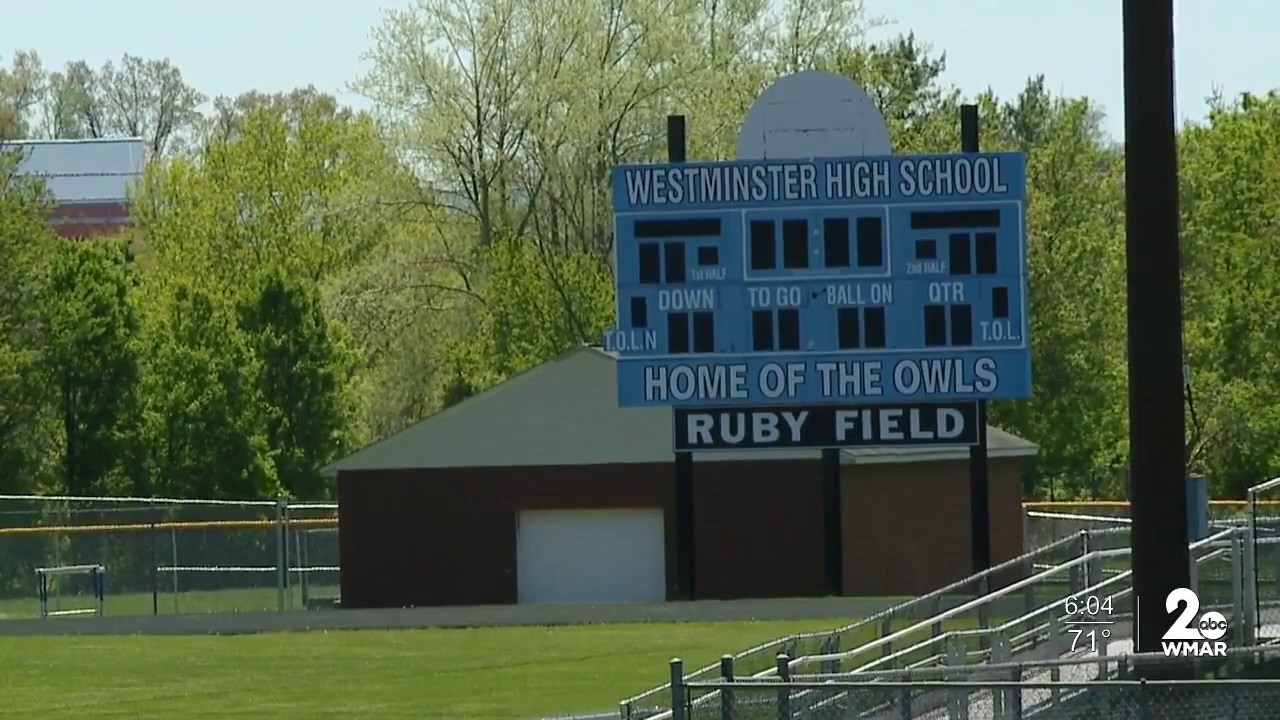 WESTMINSTER HIGH SCHOOL
1st HALF
2nd HALF
DOWN TO GO BALL ON QTR
T.O.L.N T.O.L.
HOME OF THE OWLS
RUBY FIELD
6:04
71°
2 abc
WMAR